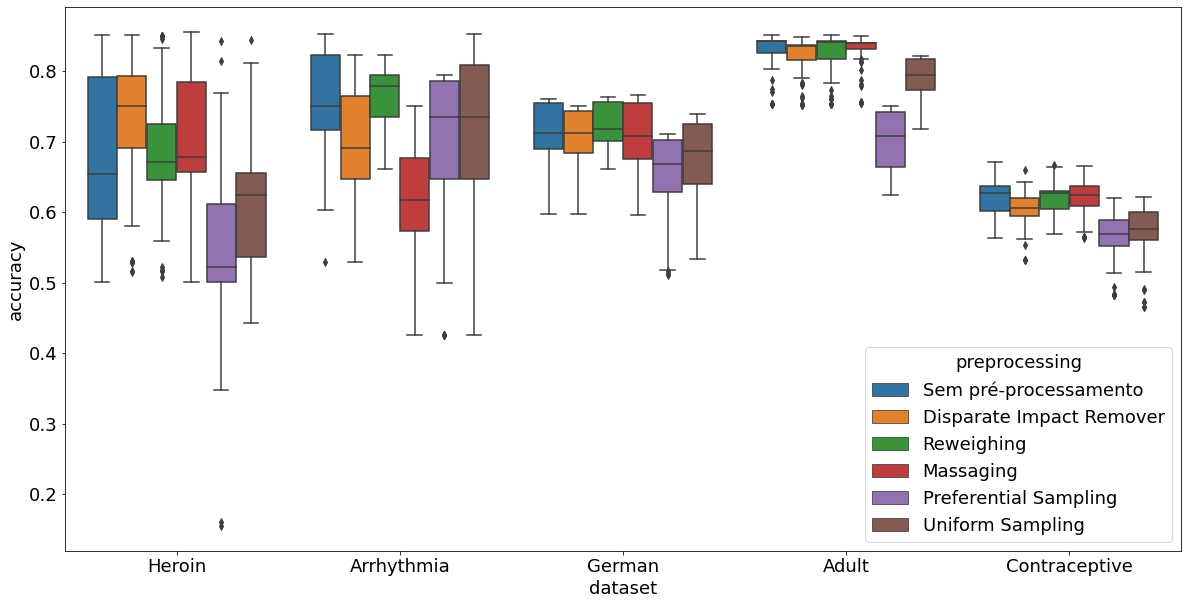 accuracy
0.8
0.7
0.6
0.5
0.4
0.3
0.2
preprocessing
Sem pré-processamento
Disparate Impact Remover
Reweighing
Massaging
Preferential Sampling
Uniform Sampling
Heroin Arrhythmia German Adult Contraceptive
dataset